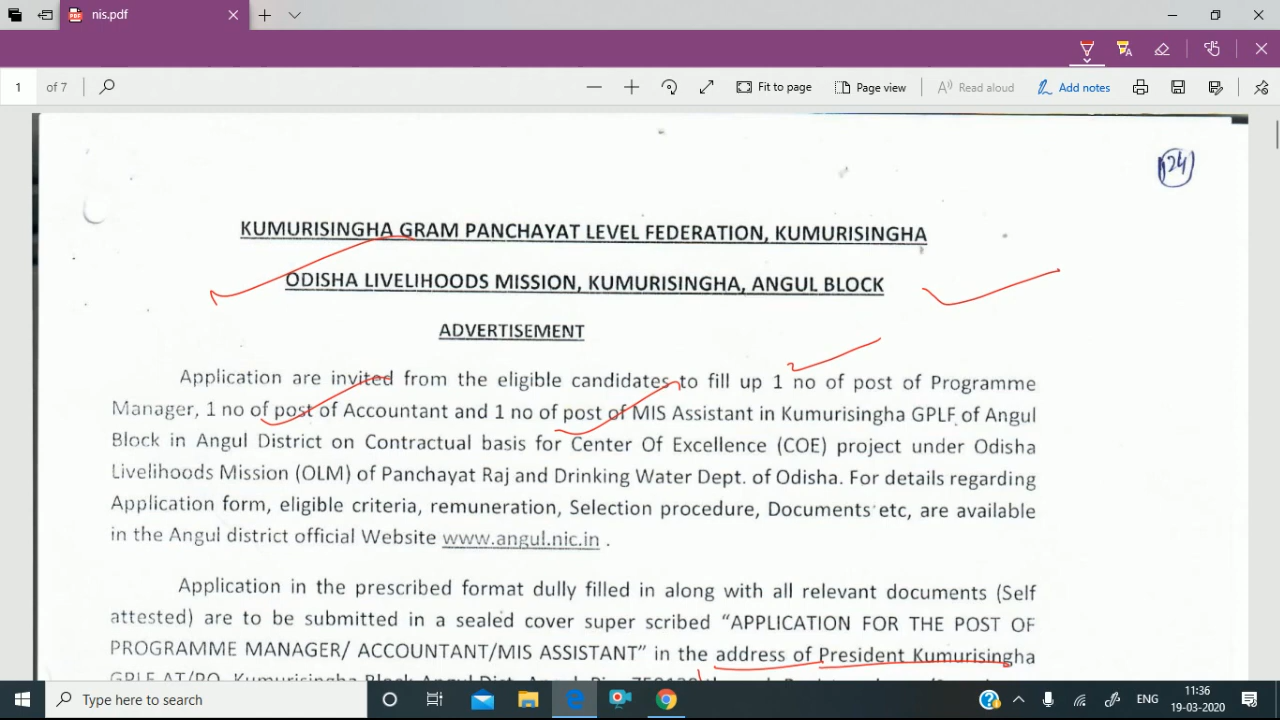 nis.pdf
1 of 7
Fit to page
Page view
Read aloud
Add notes
124
KUMURISINGHA GRAM PANCHAYAT LEVEL FEDERATION, KUMURISINGHA
ODISHA LIVELIHOODS MISSION, KUMURISINGHA, ANGUL BLOCK
ADVERTISEMENT
Application are invited from the eligible candidates to fill up 1 no of post of Programme
Manager, 1 no of post of Accountant and 1 no of post of MIS Assistant in Kumurisingha GPLF of Angul
Block in Angul District on Contractual basis for Center Of Excellence (COE) project under Odisha
Livelihoods Mission (OLM) of Panchayat Raj and Drinking Water Dept. of Odisha. For details regarding
Application form, eligible criteria, remuneration, Selection procedure, Documents etc, are available
in the Angul district official Website www.angul.nic.in .
Application in the prescribed format dully filled in along with all relevant documents (Self
attested) are to be submitted in a sealed cover super scribed "APPLICATION FOR THE POST OF
PROGRAMME MANAGER/ ACCOUNTANT/MIS ASSISTANT" in the address of President Kumurisingha
GPLF AT/PO
Type here to search
ENG
11:36
19-03-2020